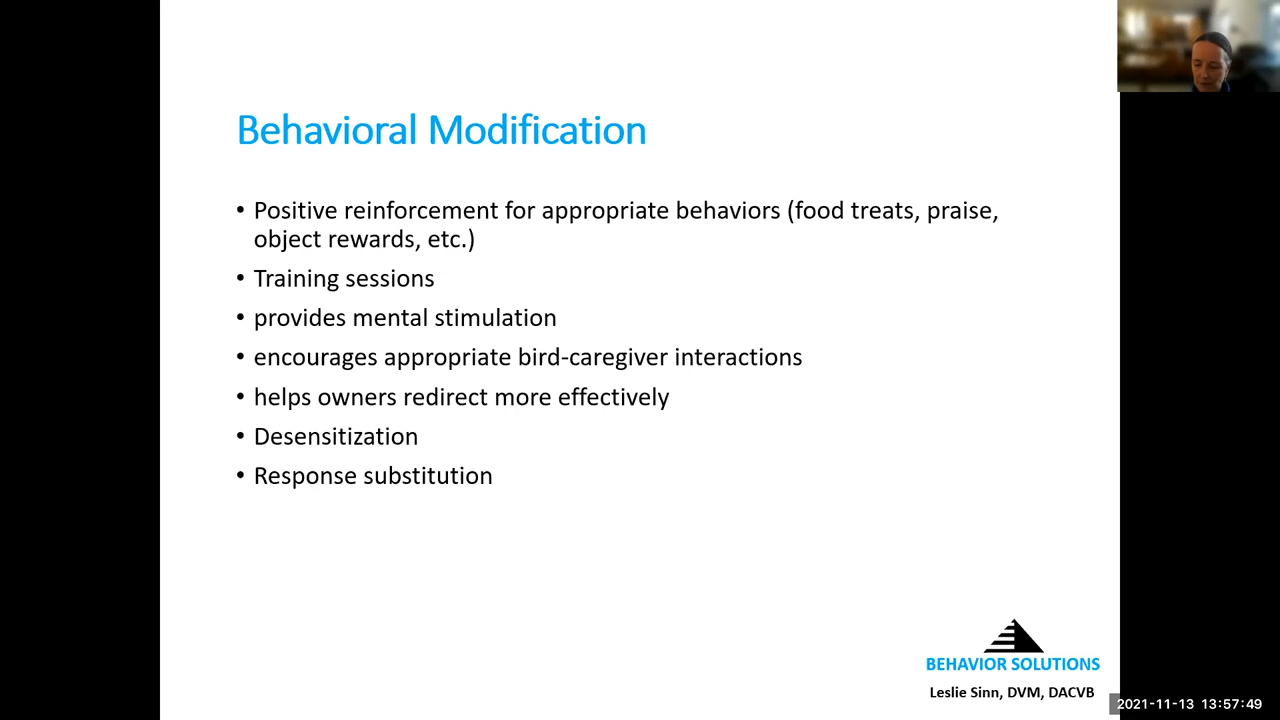 Behavioral Modification
• Positive reinforcement for appropriate behaviors (food treats, praise,
object rewards, etc.)
• Training sessions
• provides mental stimulation
• encourages appropriate bird-caregiver interactions
• helps owners redirect more effectively
• Desensitization
• Response substitution
BEHAVIOR SOLUTIONS
Leslie Sinn, DVM, DACVB
2021-11-13 13:57:49